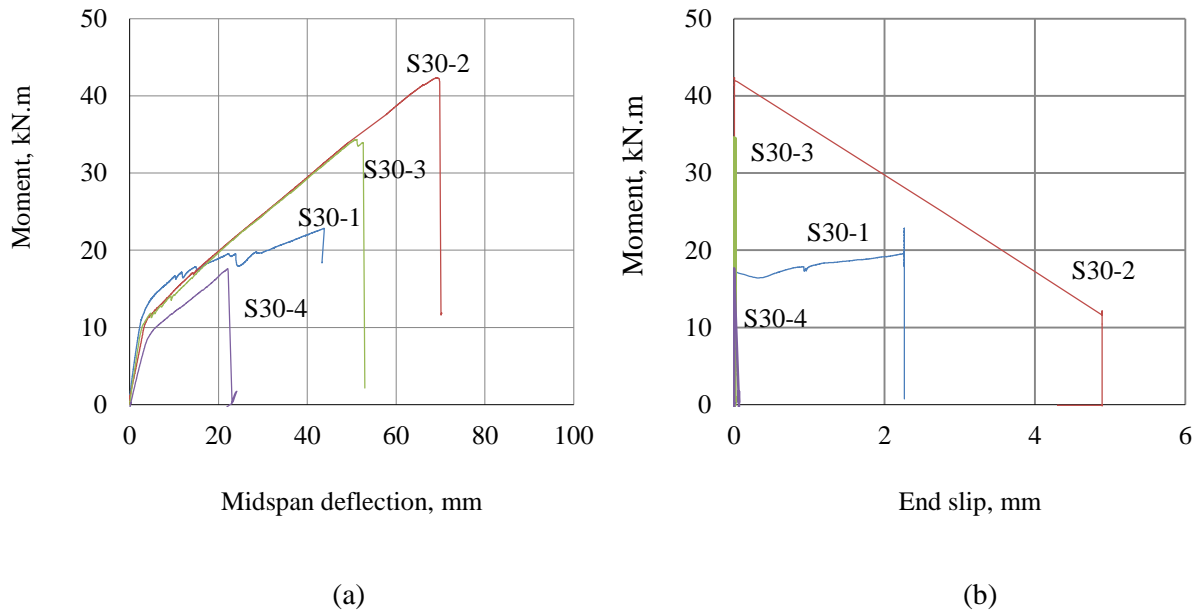 50
40
30
20
10
0
0 20 40 60 80 100
Moment, kN.m
Midspan deflection, mm
S30-2
S30-3
S30-1
S30-4
(a)
50
40
30
20
10
0
0 2 4 6
Moment, kN.m
End slip, mm
S30-3
S30-1
S30-2
S30-4
(b)